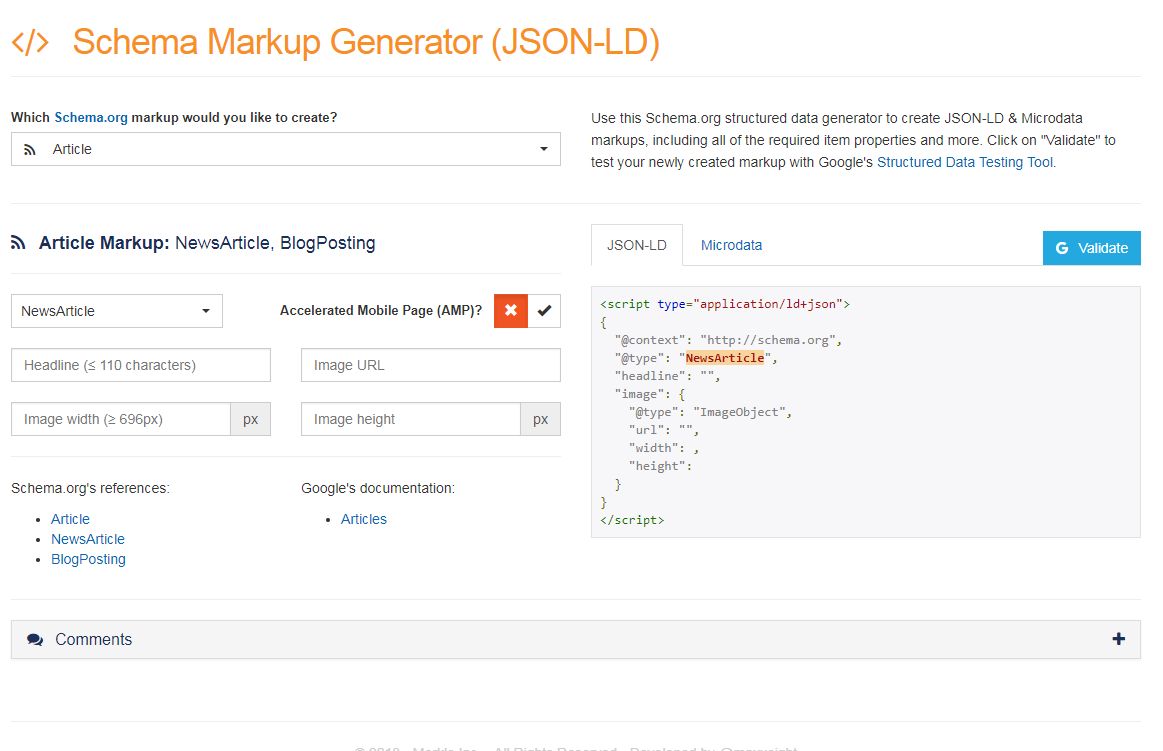 </> Schema Markup Generator (JSON-LD)
Which Schema.org markup would you like to create?
Article
Use this Schema.org structured data generator to create JSON-LD & Microdata
markups, including all of the required item properties and more. Click on "Validate" to
test your newly created markup with Google's Structured Data Testing Tool.
Article Markup: NewsArticle, BlogPosting
NewsArticle
Accelerated Mobile Page (AMP)?
Headline (≤ 110 characters)
Image URL
Image width (≥ 696px)
px
Image height
px
Schema.org's references:
Article
NewsArticle
BlogPosting
Google's documentation:
Articles
JSON-LD
Microdata
G Validate
<script type="application/ld+json">
{
"@context": "http://schema.org",
"@type": "NewsArticle",
"headline": "",
"image": {
"@type": "ImageObject",
"url": "",
"width": ,
"height":
}
}
</script>
Comments